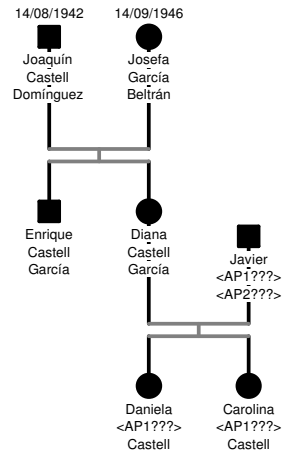 14/08/1942 14/09/1946
Joaquín
Castell
Domínguez
Josefa
García
Beltrán
Enrique
Castell
García
Diana
Castell
García
Javier
<AP1???>
<AP2???>
Daniela
<AP1???>
Castell
Carolina
<AP1???>
Castell